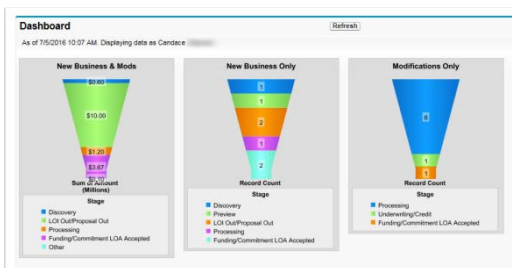 Dashboard
Refresh
As of 7/5/2016 10:07 AM. Displaying data as Candace
New Business & Mods
$0.60
$10.00
$1.20
$3.67
$0.10
Sum of Amount
(Millions)
Stage
Discovery
LOI Out/Proposal Out
Processing
Funding/Commitment LOA Accepted
Other
New Business Only
1
1
2
1
2
Record Count
Stage
Discovery
Preview
LOI Out/Proposal Out
Processing
Funding/Commitment LOA Accepted
Modifications Only
1
1
Record Count
Stage
Processing
Underwriting/Credit
Funding/Commitment LOA Accepted